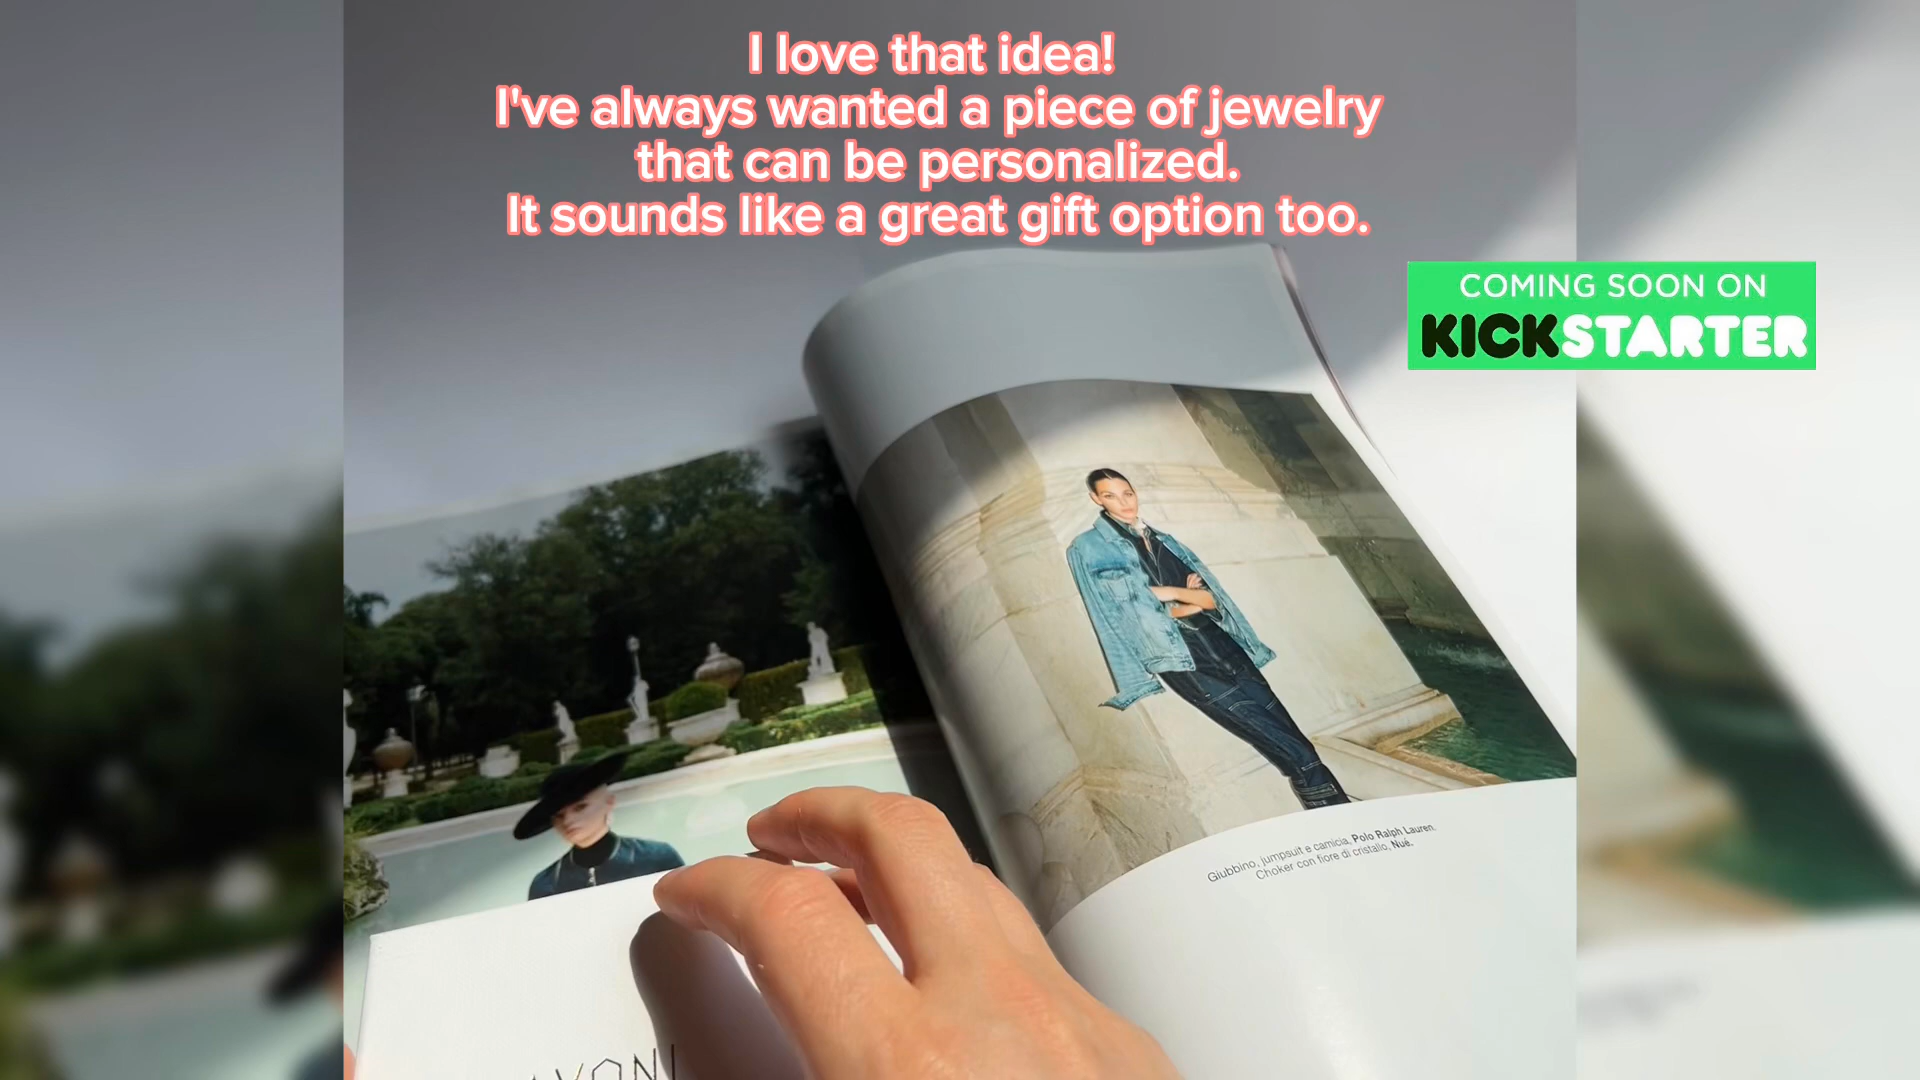 I love that idea!
I've always wanted a piece of jewelry
that can be personalized.
It sounds like a great gift option too.
COMING SOON ON
KICKSTARTER
Giubbino, jumpsuit e camicia, Polo Ralph Lauren.
Choker con fiore di cristallo, Nué.
AVONI